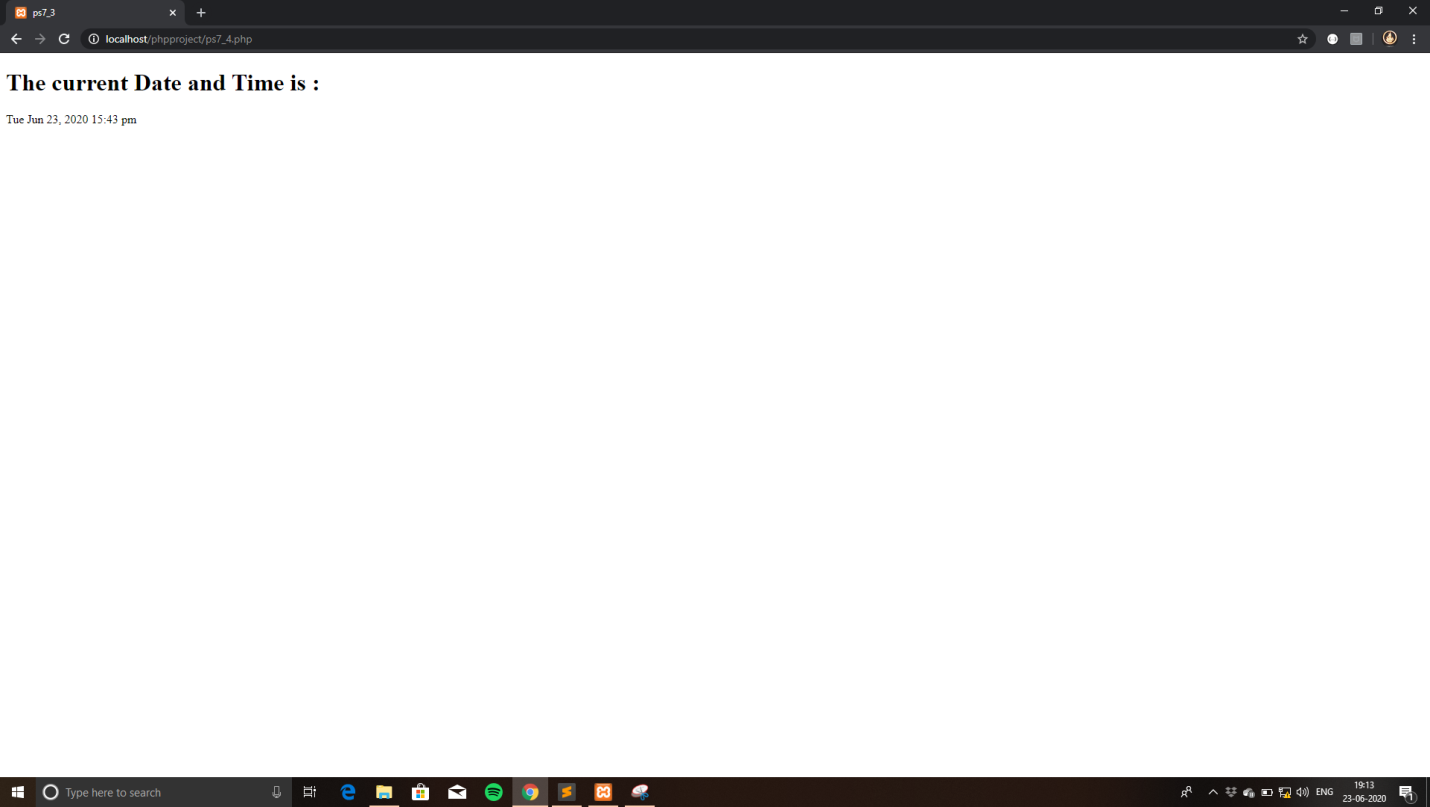 ps7_3
localhost/phpproject/ps7_4.php
The current Date and Time is :
Tue Jun 23, 2020 15:43 pm
Type here to search
ENG
19:13
23-06-2020
1